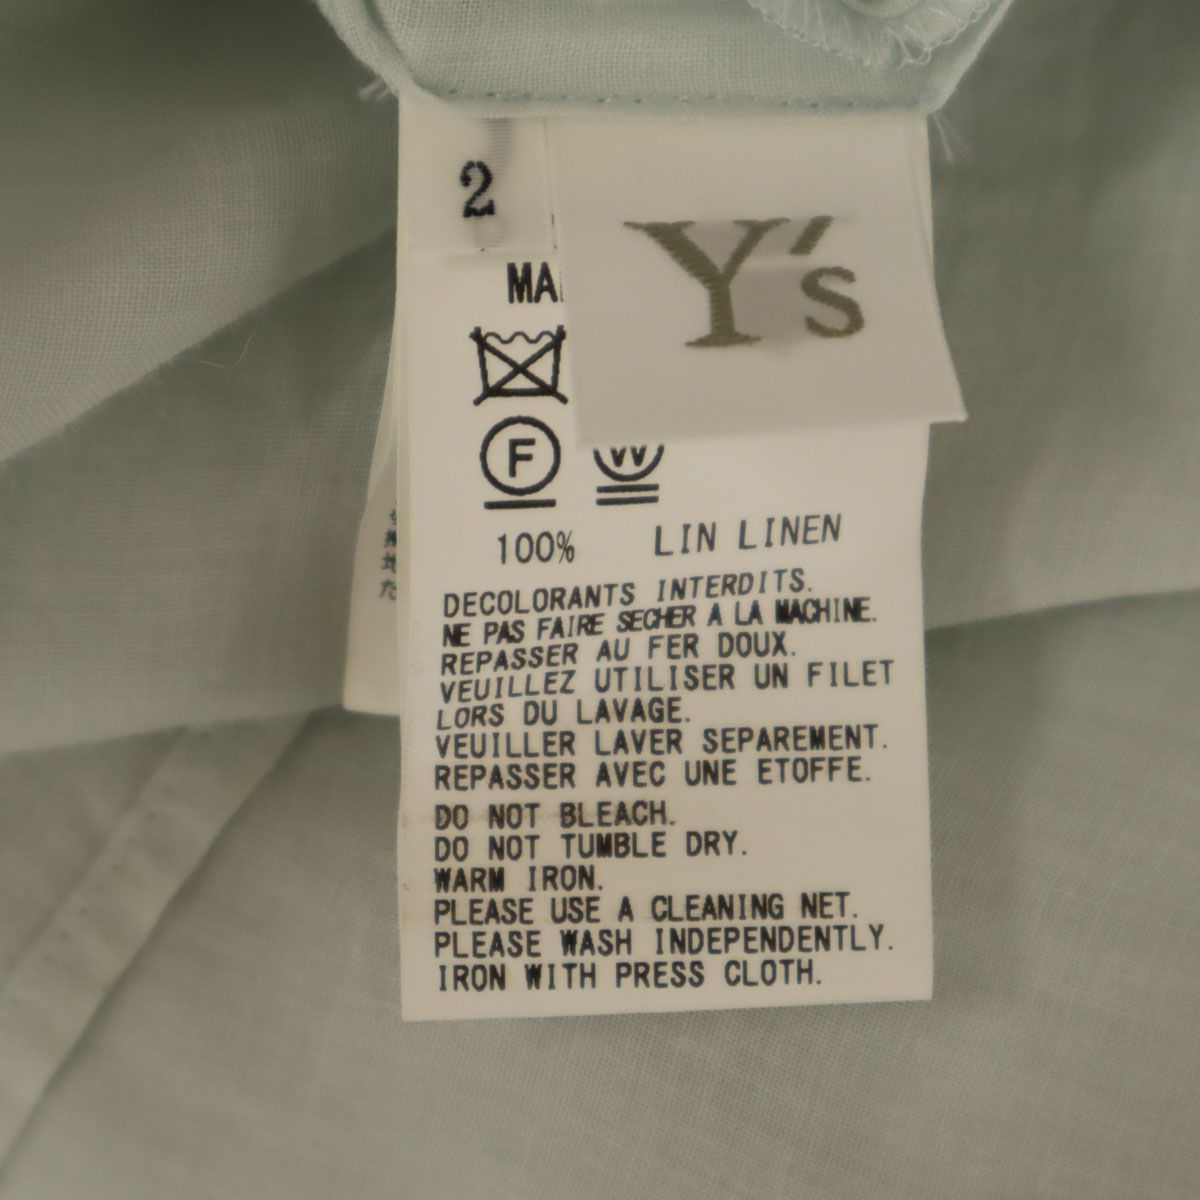 2
Y's
MA
F
W
100% LIN LINEN
DECOLORANTS INTERDITS.
NE PAS FAIRE SECHER A LA MACHINE.
REPASSER AU FER DOUX.
VEUILLEZ UTILISER UN FILET
LORS DU LAVAGE.
VEUILLER LAVER SEPAREMENT.
REPASSER AVEC UNE ETOFFE.
DO NOT BLEACH.
DO NOT TUMBLE DRY.
WARM IRON.
PLEASE USE A CLEANING NET.
PLEASE WASH INDEPENDENTLY.
IRON WITH PRESS CLOTH.